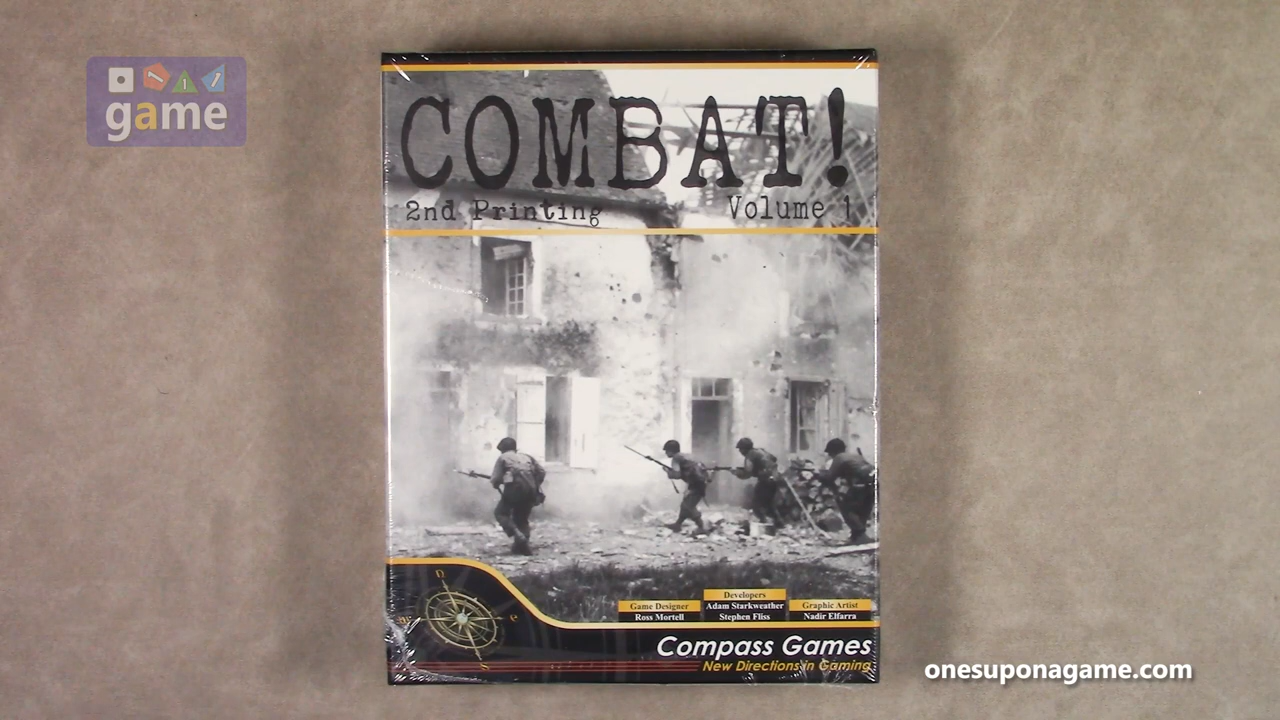 game
COMBAT!
2nd Printing
Volume 1
Developers
Game Designer
Adam Starkweather
Graphic Artist
Ross Mortell
Stephen Fliss
Nadir Elfarra
Compass Games
New Directions in Gaming
onesuponagame.com